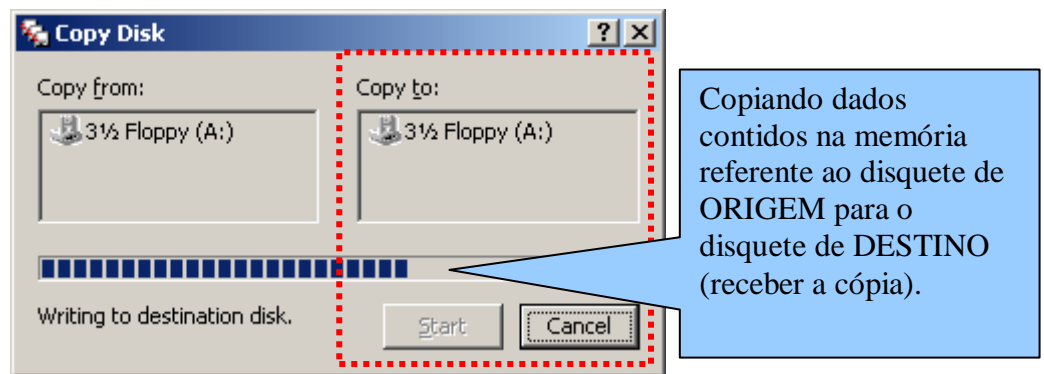 Copy Disk
Copy from:
3½ Floppy (A:)
Copy to:
3½ Floppy (A:)
Writing to destination disk.
Start
Cancel
Copiando dados
contidos na memória
referente ao disquete de
ORIGEM para o
disquete de DESTINO
(receber a cópia).